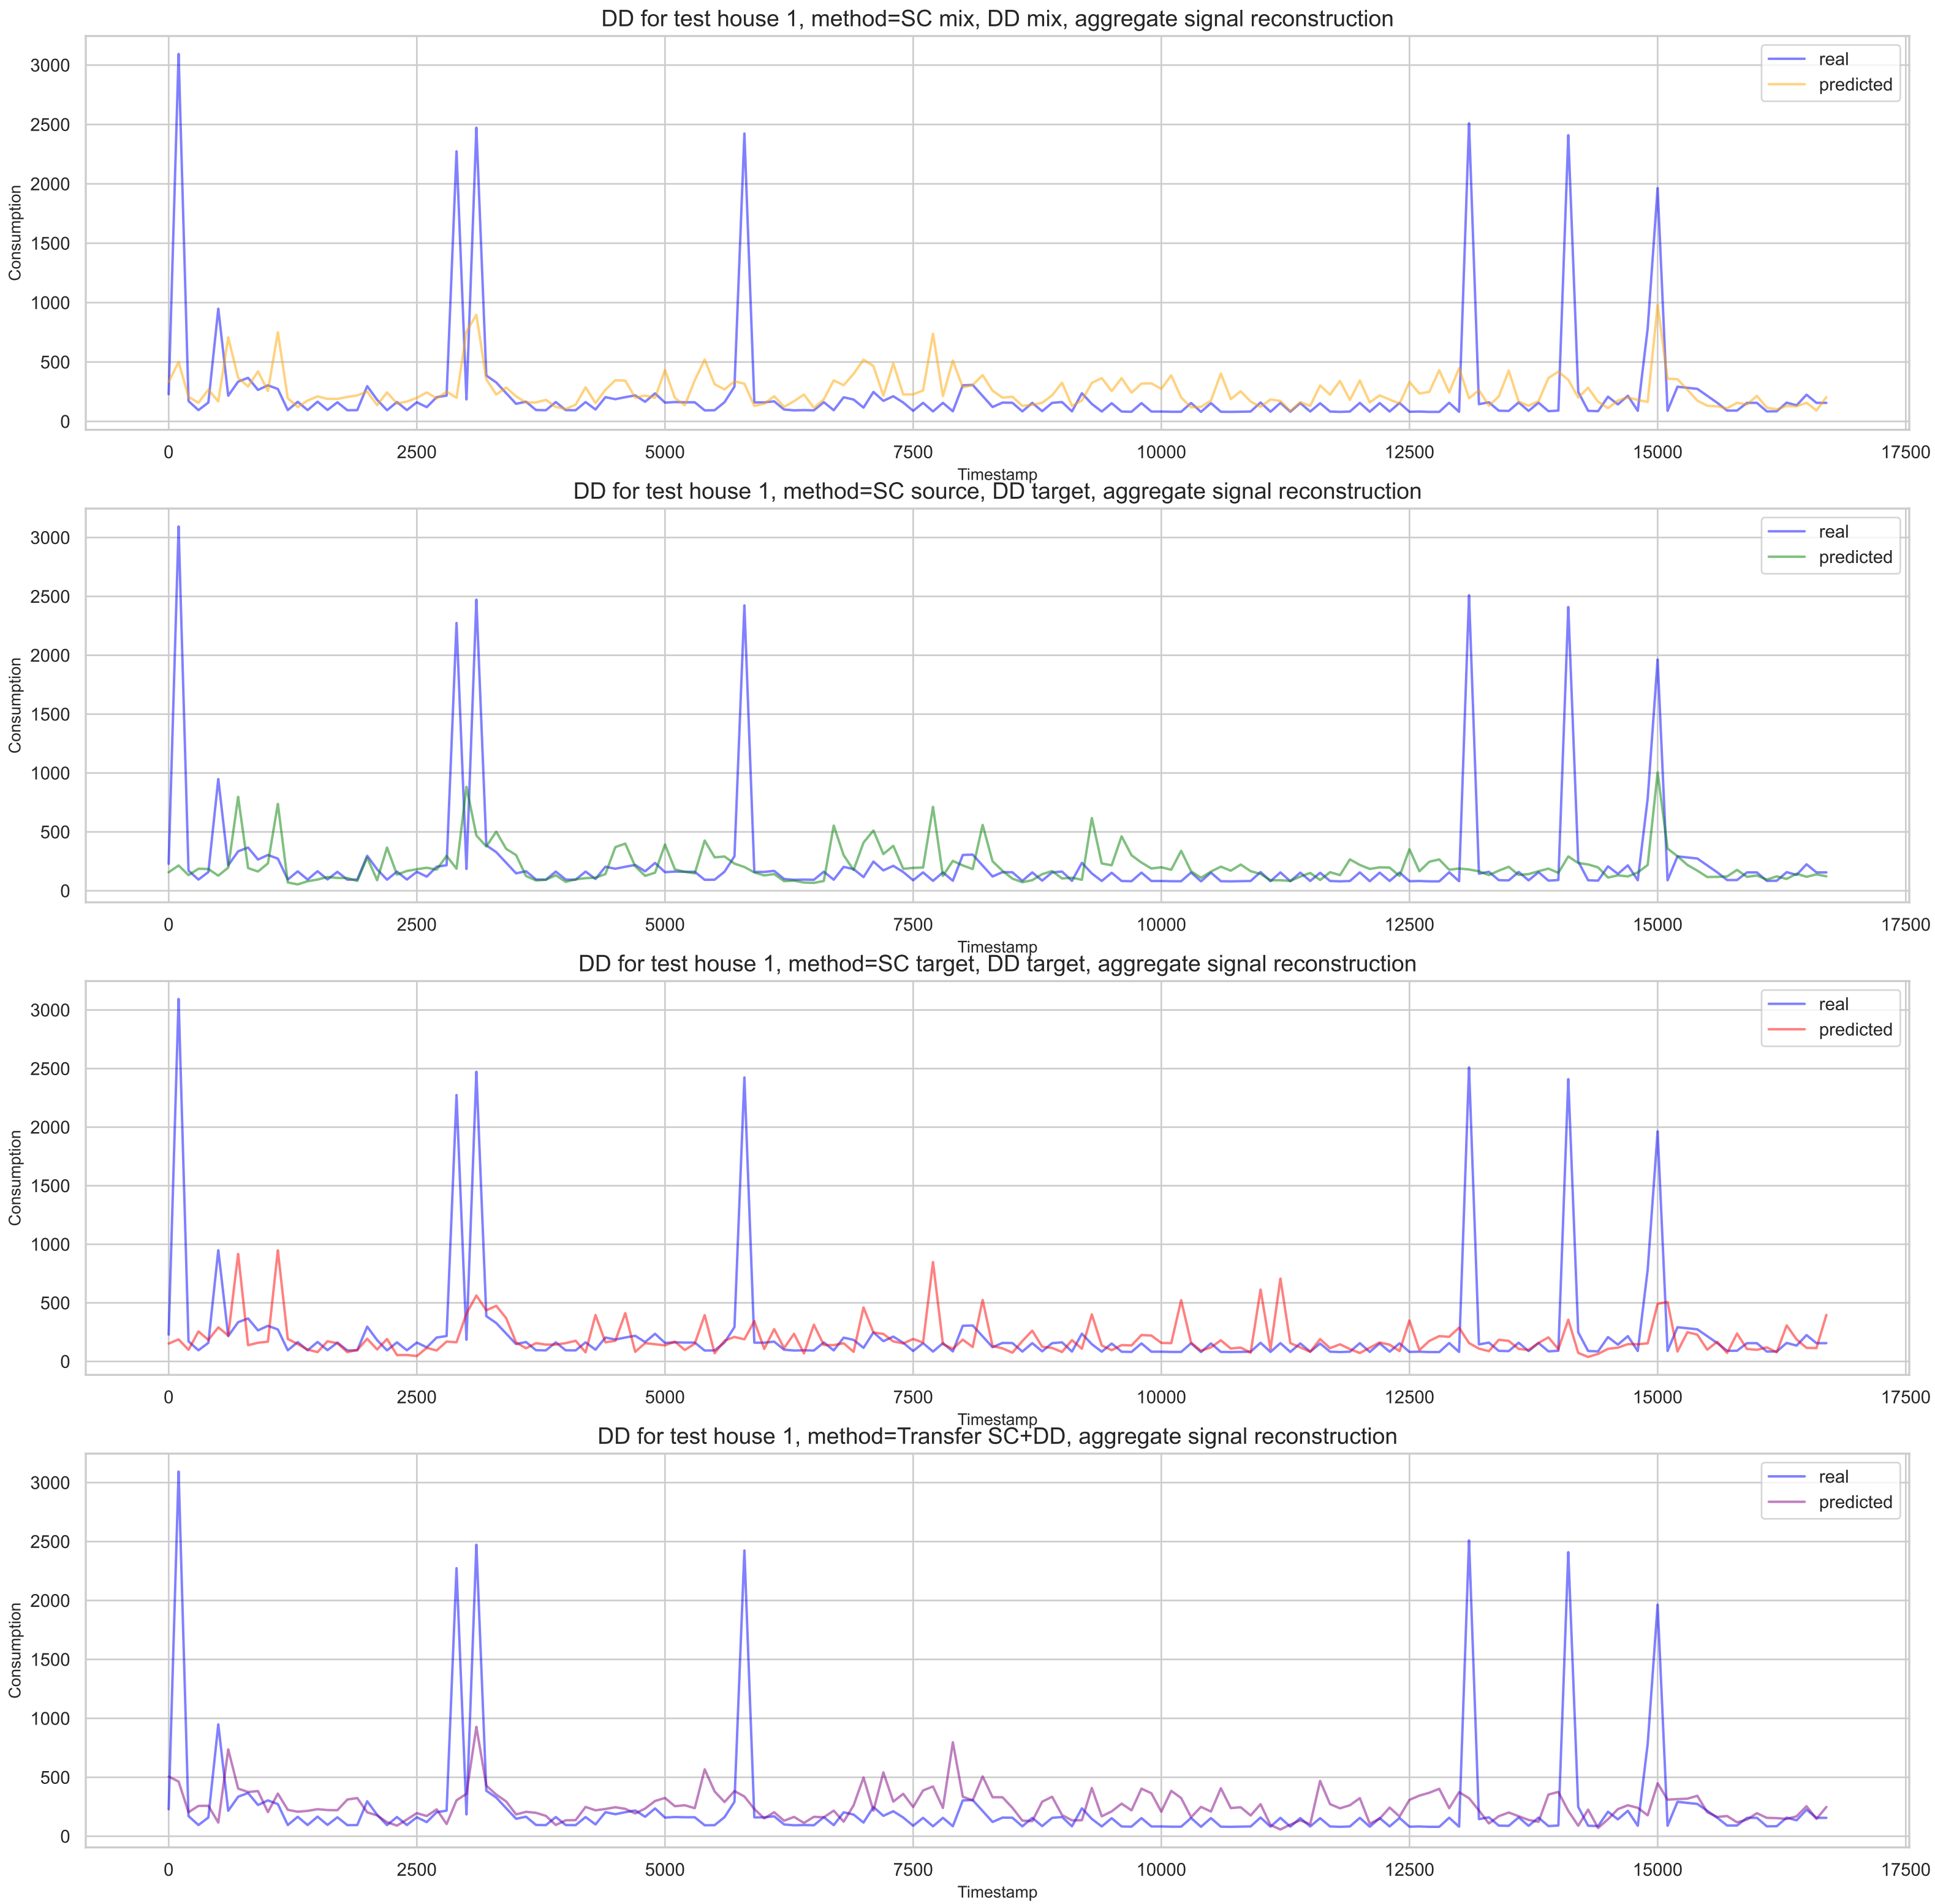 DD for test house 1, method=SC mix, DD mix, aggregate signal reconstruction
3000
2500
2000
1500
1000
500
0
Consumption
real
predicted
0 2500 5000 7500 10000 12500 15000 17500
Timestamp
DD for test house 1, method=SC source, DD target, aggregate signal reconstruction
3000
2500
2000
1500
1000
500
0
Consumption
real
predicted
0 2500 5000 7500 10000 12500 15000 17500
Timestamp
DD for test house 1, method=SC target, DD target, aggregate signal reconstruction
3000
2500
2000
1500
1000
500
0
Consumption
real
predicted
0 2500 5000 7500 10000 12500 15000 17500
Timestamp
DD for test house 1, method=Transfer SC+DD, aggregate signal reconstruction
3000
2500
2000
1500
1000
500
0
Consumption
real
predicted
0 2500 5000 7500 10000 12500 15000 17500
Timestamp